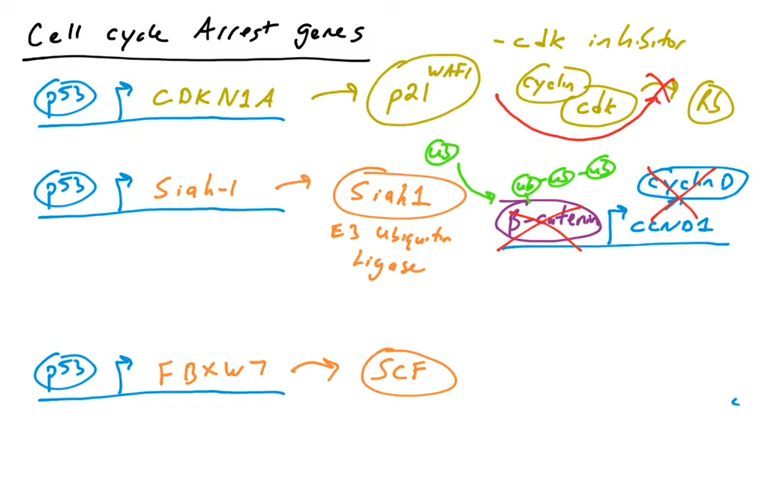 Cell cycle Arrest genes
- cdk inhibitor
p53 CDKN1A p21 WAF1 cyclin cdk Rb
ub
ub ub ub
p53 Siah-1 Siah1 β-catenin CCND1 cyclin D
E3 Ubiquitin
Ligase
p53 FBXW7 SCF